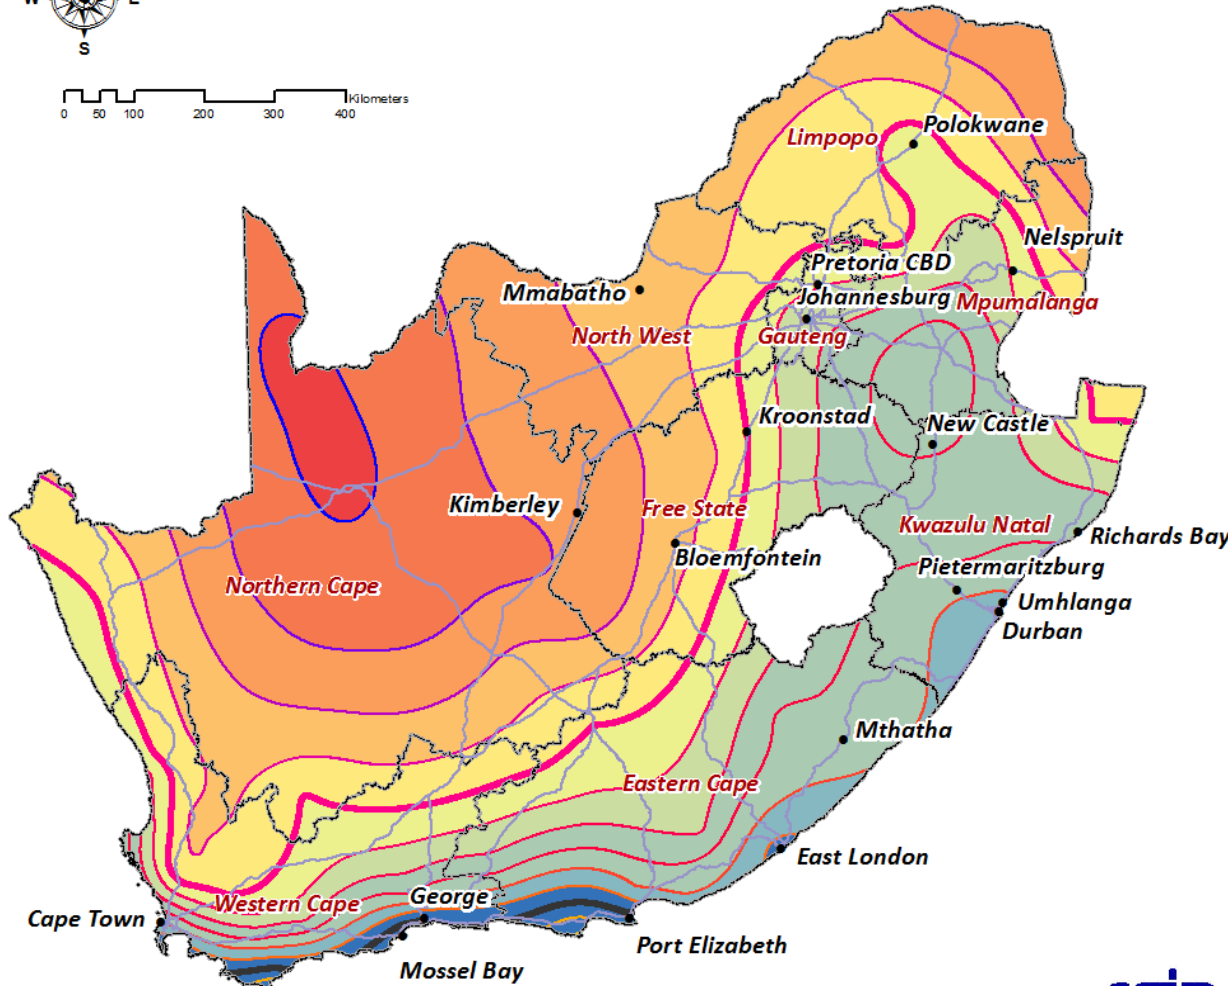 W
E
S
Kilometers
0 50 100 200 300 400
Polokwane
Limpopo
Nelspruit
Pretoria CBD
Mmabatho
Johannesburg
Mpumalanga
North West
Gauteng
Kroonstad
New Castle
Kimberley
Free State
Kwazulu Natal
Richards Bay
Bloemfontein
Pietermaritzburg
Northern Cape
Umhlanga
Durban
Mthatha
Eastern Cape
East London
George
Western Cape
Cape Town
Port Elizabeth
Mossel Bay